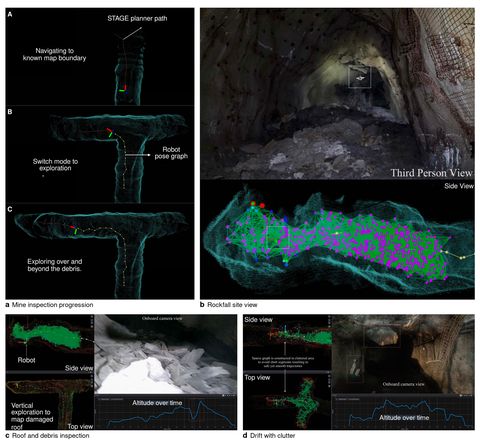 A
STAGE planner path
Navigating to
known map boundary
B
Switch mode to
exploration
Robot
pose graph
C
Exploring over and
beyond the debris.
a Mine inspection progression
Third Person View
Side View
b Rockfall site view
Robot
Side view
Vertical
exploration to
map damaged
roof
Top view
Onboard camera view
Altitude over time
c Roof and debris inspection
Side view
Top view
Onboard camera view
Altitude over time
d Drift with clutter